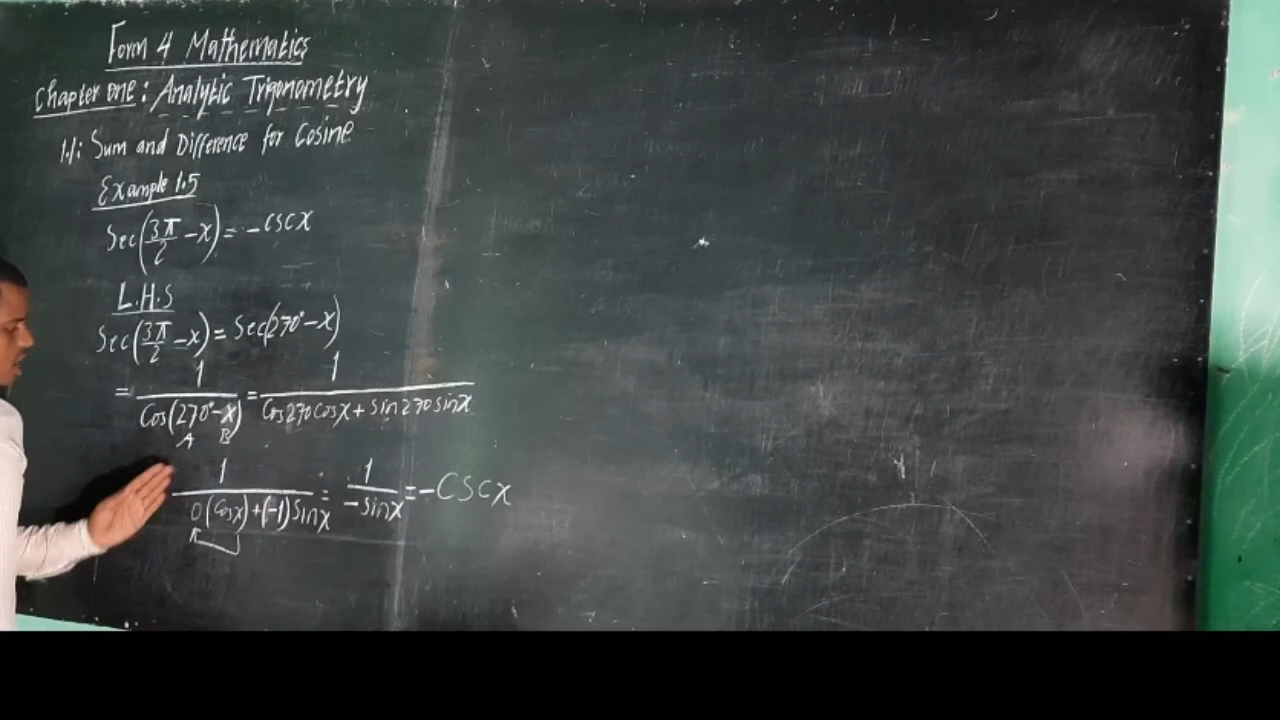 Form 4 Mathematics
Chapter one: Analytic Trigonometry
1.1: Sum and Difference for Cosine
Example 1.5
Sec(3π/2 - x) = -cscx
L.H.S
Sec(3π/2 - x) = Sec(270° - x)
= 1/Cos(270° - x) = 1/Cos270Cosx + Sin270Sinx
A B
1/0(Cosx) + (-1)Sinx = 1/-Sinx = -Cscx